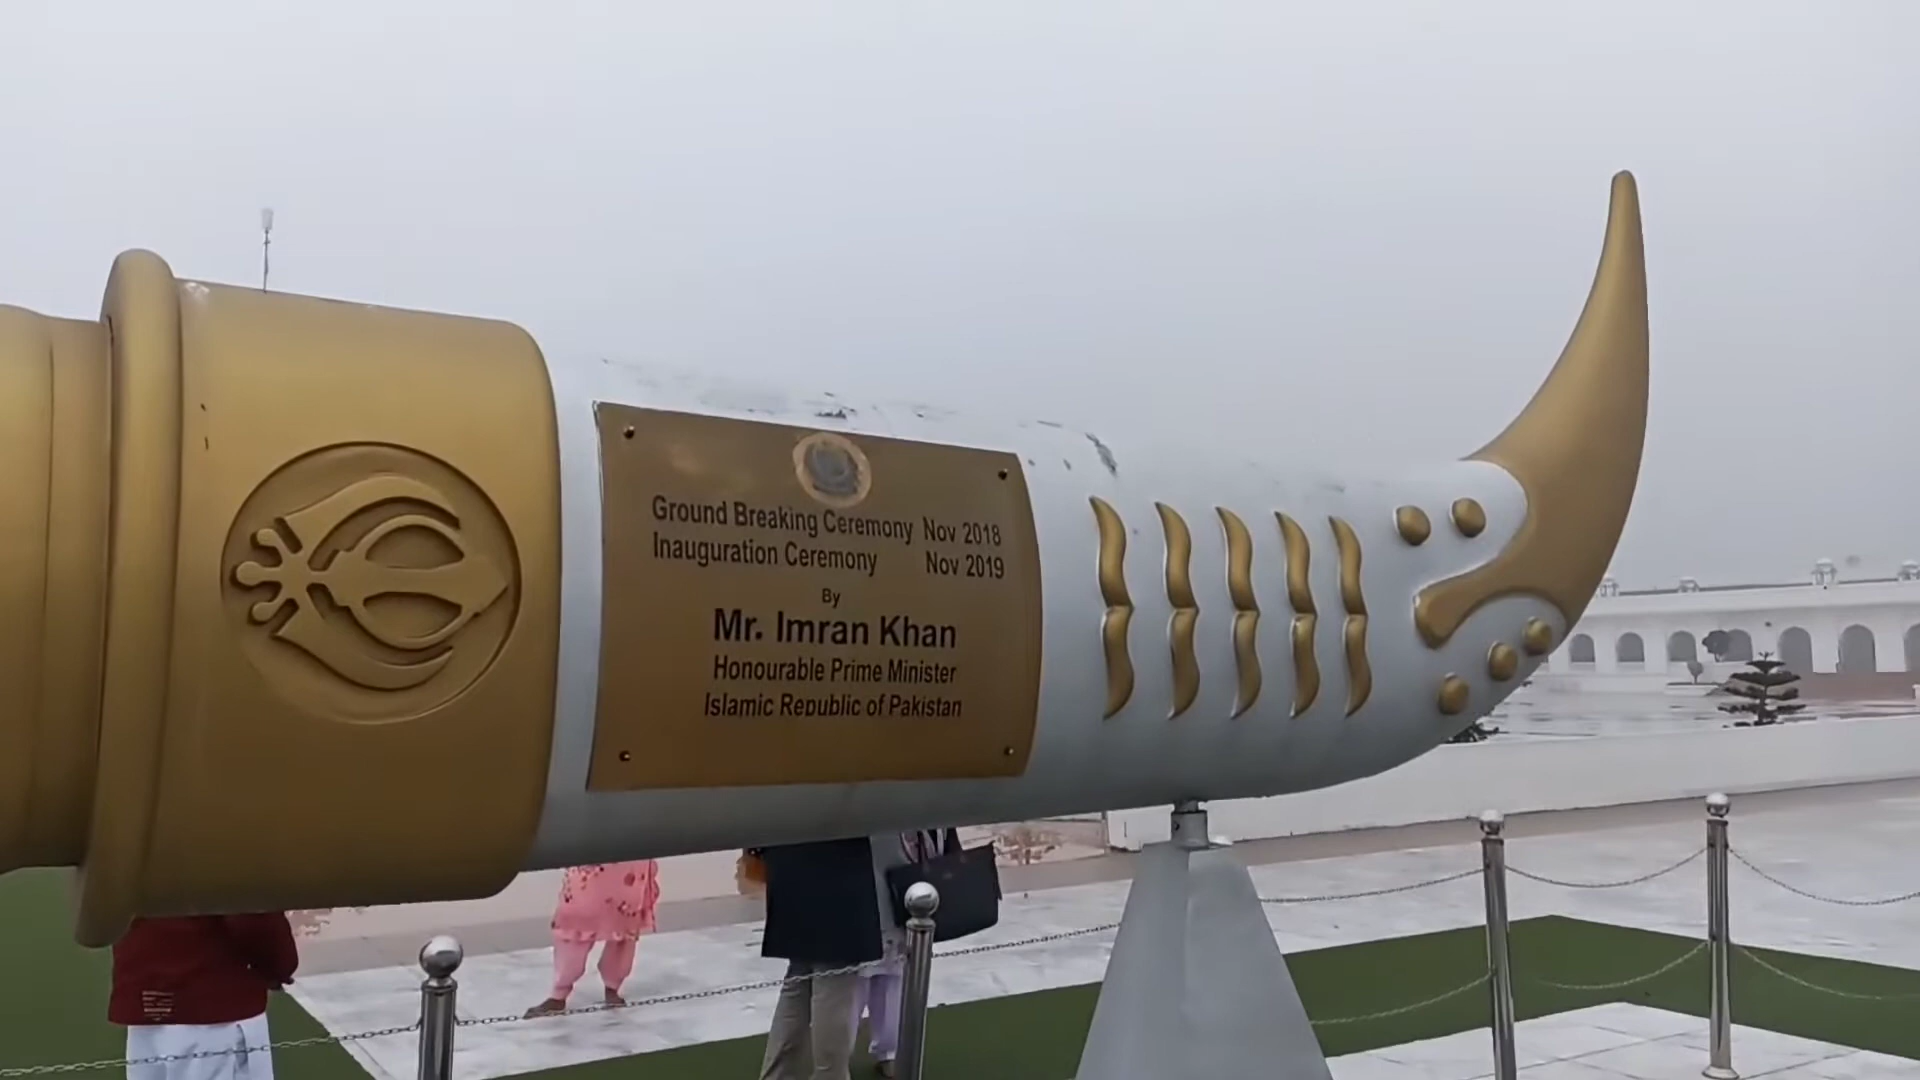 Ground Breaking Ceremony Nov 2018
Inauguration Ceremony Nov 2019
By
Mr. Imran Khan
Honourable Prime Minister
Islamic Republic of Pakistan